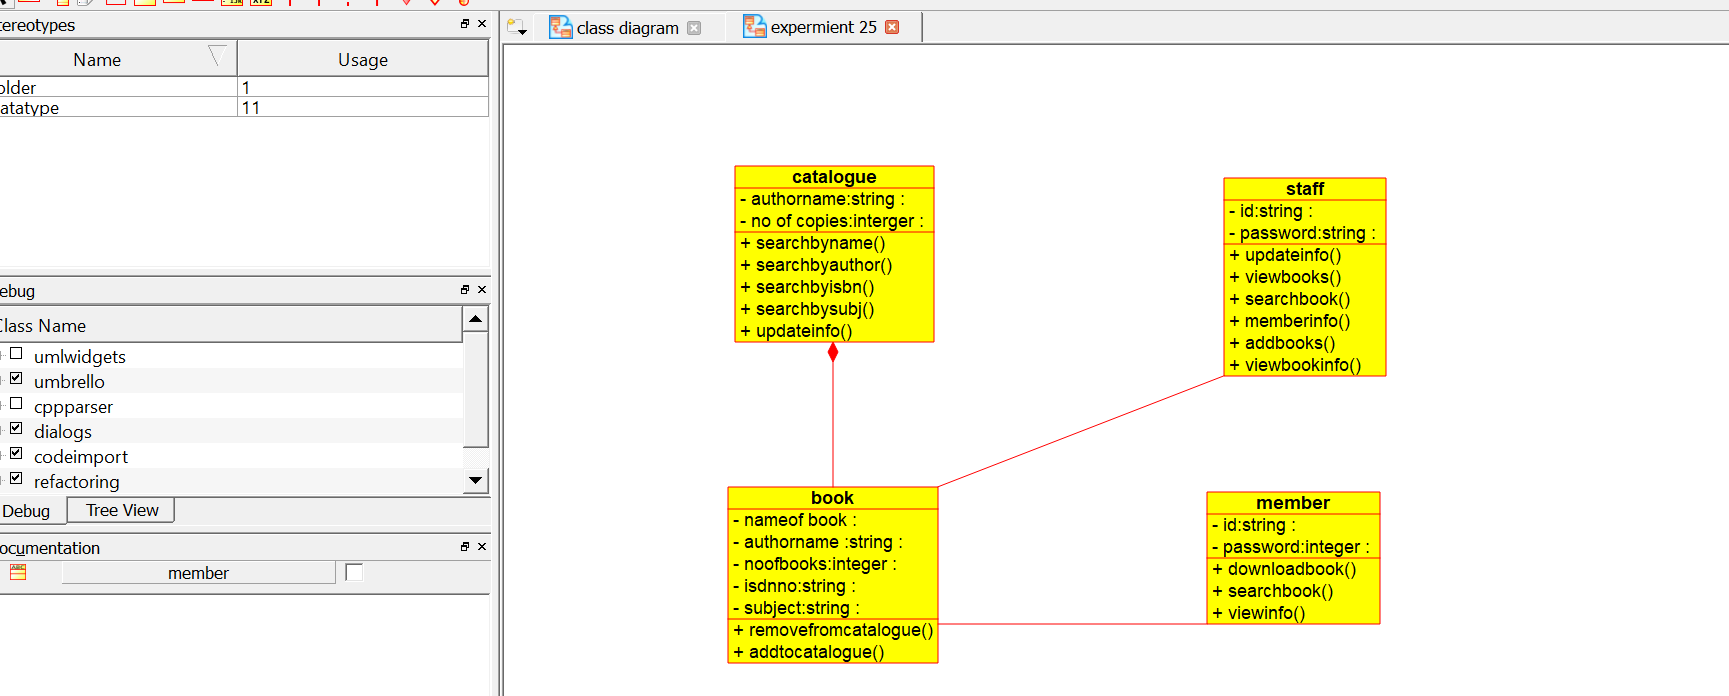 tereotypes
Name Usage
older 1
atatype 11
ebug
Class Name
umlwidgets
umbrello
cppparser
dialogs
codeimport
refactoring
Debug Tree View
ocumentation
member
class diagram
expermient 25
catalogue
- authorname:string :
- no of copies:interger :
+ searchbyname()
+ searchbyauthor()
+ searchbyisbn()
+ searchbysubj()
+ updateinfo()
staff
- id:string :
- password:string :
+ updateinfo()
+ viewbooks()
+ searchbook()
+ memberinfo()
+ addbooks()
+ viewbookinfo()
book
- nameof book :
- authorname :string :
- noofbooks:integer :
- isdnno:string :
- subject:string :
+ removefromcatalogue()
+ addtocatalogue()
member
- id:string :
- password:integer :
+ downloadbook()
+ searchbook()
+ viewinfo()